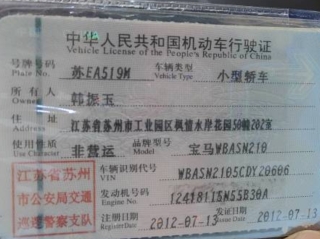 中华人民共和国机动车行驶证
Vehicle License of the People's Republic of China
号牌号码 苏EA519M 车辆类型 小型轿车
Plate No. Vehicle Type
所有人 韩振玉
Owner
住址 江苏省苏州市工业园区枫情水岸花园50幢202室
Address
使用性质 非营运 品牌型号 宝马WBASN210
Use Character
江苏省苏州 车辆识别代号 WBASN2105CDY20606
VIN
市公安局交通 发动机号码 12418115N55B30A
Engine No.
巡逻警察支队 注册日期 2012-07-13 发证日期 2012-07-13
Register Date Issue Date